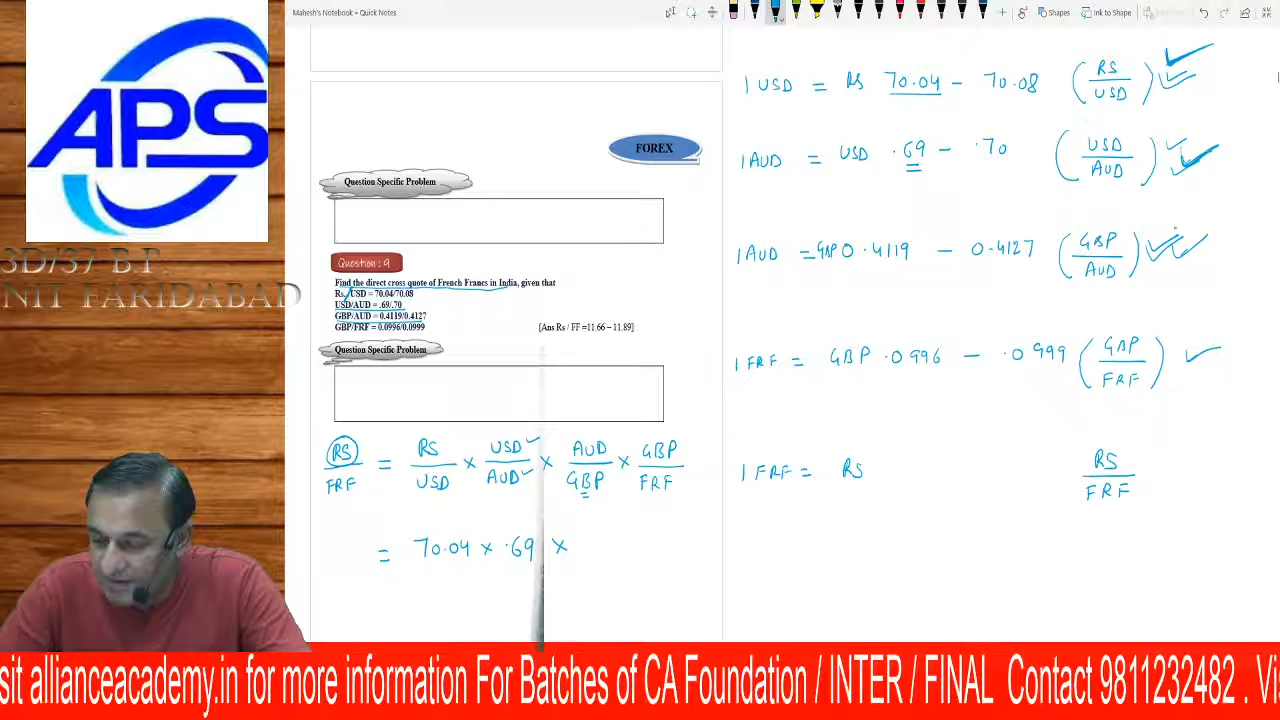 Mahesh's Notebook » Quick Notes
Shapes
Ink to Shape
APS
3D/37 B.P.
NIT FARIDABAD
FOREX
Question Specific Problem
Question : 9
Find the direct cross quote of French Francs in India, given that
Rs. /USD = 70.04/70.08
USD/AUD = .69/.70
GBP/AUD = 0.4119/0.4127
GBP/FRF = 0.0996/0.0999 [Ans Rs / FF =11.66 – 11.89]
Question Specific Problem
RS/FRF = RS/USD × USD/AUD × AUD/GBP × GBP/FRF
= 70.04 × .69 ×
1 USD = RS 70.04 – 70.08 (RS/USD)
1 AUD = USD .69 – .70 (USD/AUD)
1 AUD = GBP 0.4119 – 0.4127 (GBP/AUD)
1 FRF = GBP .0996 – .0999 (GBP/FRF)
1 FRF = RS RS/FRF
sit allianceacademy.in for more information For Batches of CA Foundation / INTER / FINAL Contact 9811232482 . Vi